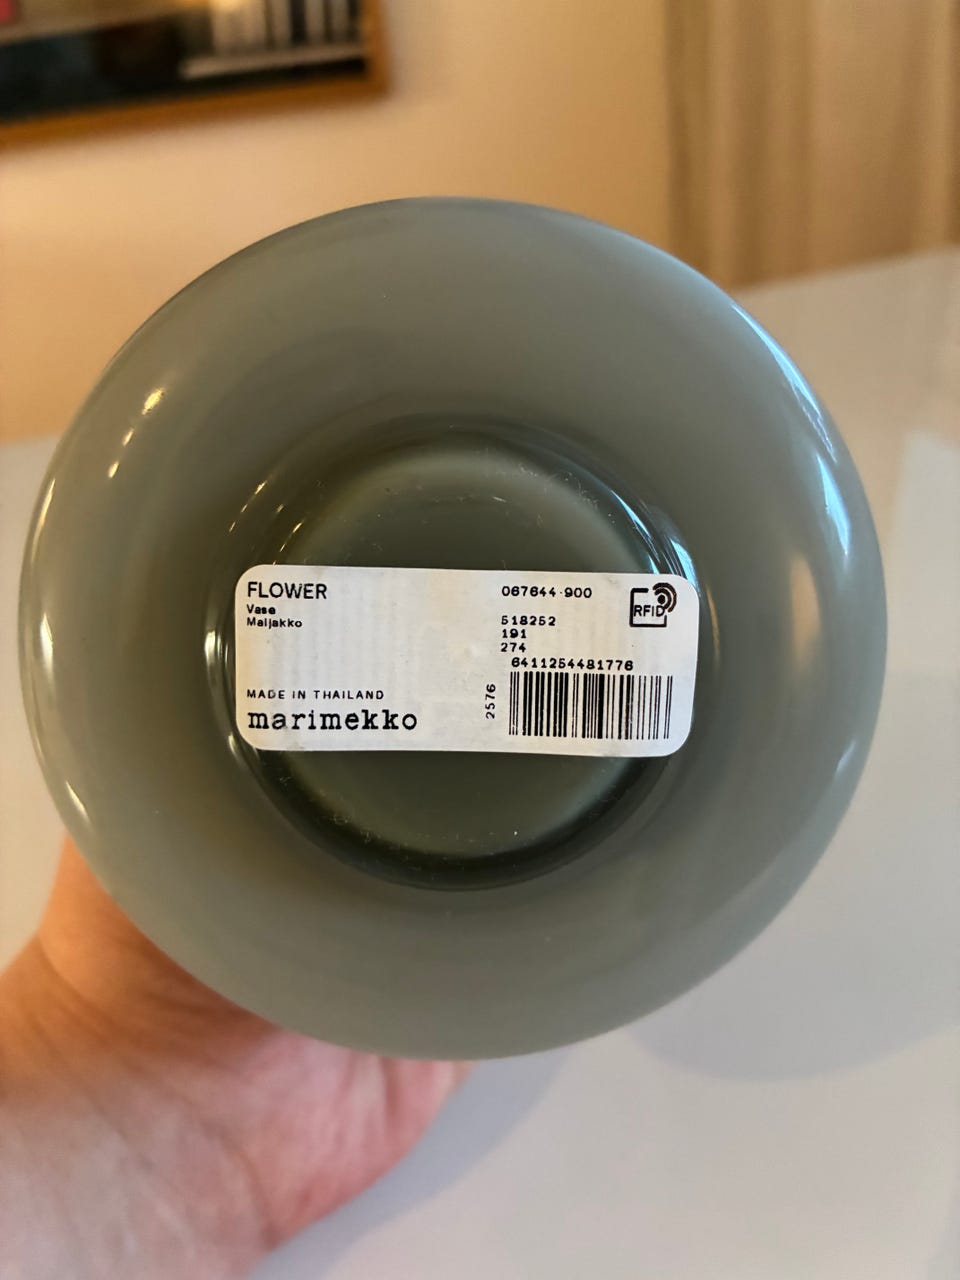 FLOWER
Vase
Maljakko
MADE IN THAILAND
marimekko
067644-900
518252
191
274
6411254481776
2576
RFID